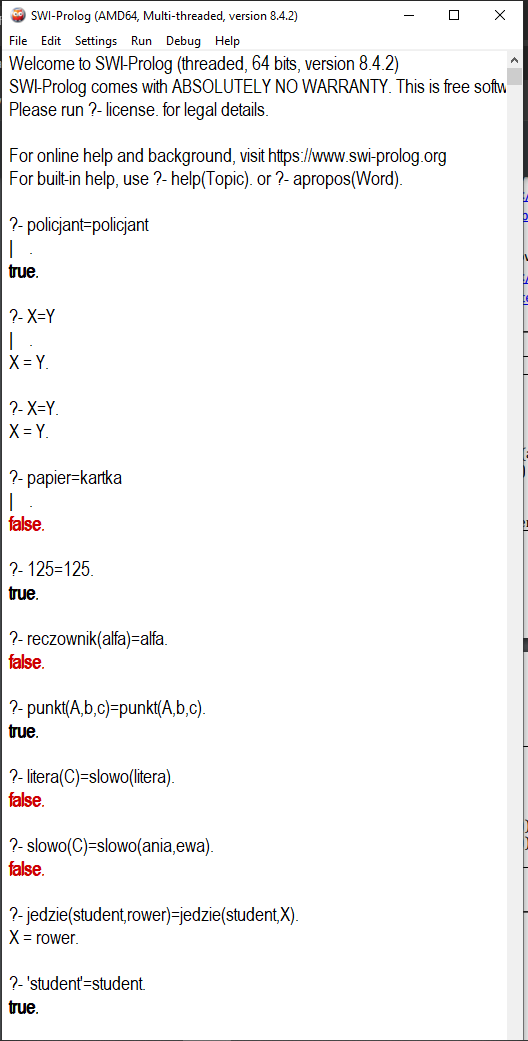 SWI-Prolog (AMD64, Multi-threaded, version 8.4.2)
File Edit Settings Run Debug Help
Welcome to SWI-Prolog (threaded, 64 bits, version 8.4.2)
SWI-Prolog comes with ABSOLUTELY NO WARRANTY. This is free softw
Please run ?- license. for legal details.
For online help and background, visit https://www.swi-prolog.org
For built-in help, use ?- help(Topic). or ?- apropos(Word).
?- policjant=policjant
| .
true.
?- X=Y
| .
X = Y.
?- X=Y.
X = Y.
?- papier=kartka
| .
false.
?- 125=125.
true.
?- reczownik(alfa)=alfa.
false.
?- punkt(A,b,c)=punkt(A,b,c).
true.
?- litera(C)=slowo(litera).
false.
?- slowo(C)=slowo(ania,ewa).
false.
?- jedzie(student,rower)=jedzie(student,X).
X = rower.
?- 'student'=student.
true.